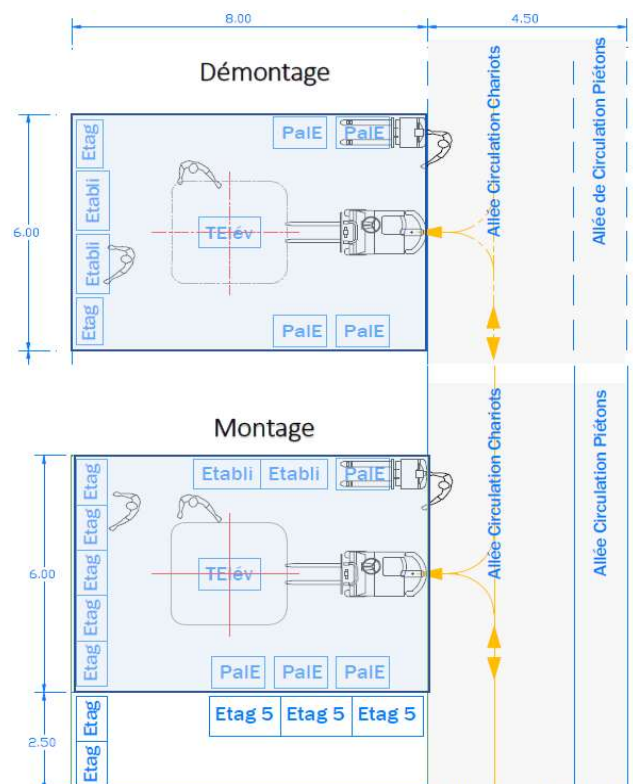 8.00
4.50
Démontage
Allée Circulation Chariots
Allée de Circulation Piétons
Etag
PalE
PalE
Etabli
6.00
TElév
Etabli
Etag
PalE
PalE
Montage
Allée Circulation Chariots
Allée Circulation Piétons
Etag
Etabli
Etabli
PalE
Etag
6.00
Etag
TElév
Etag
Etag
PalE
PalE
PalE
Etag
Etag 5
Etag 5
Etag 5
2.50
Etag